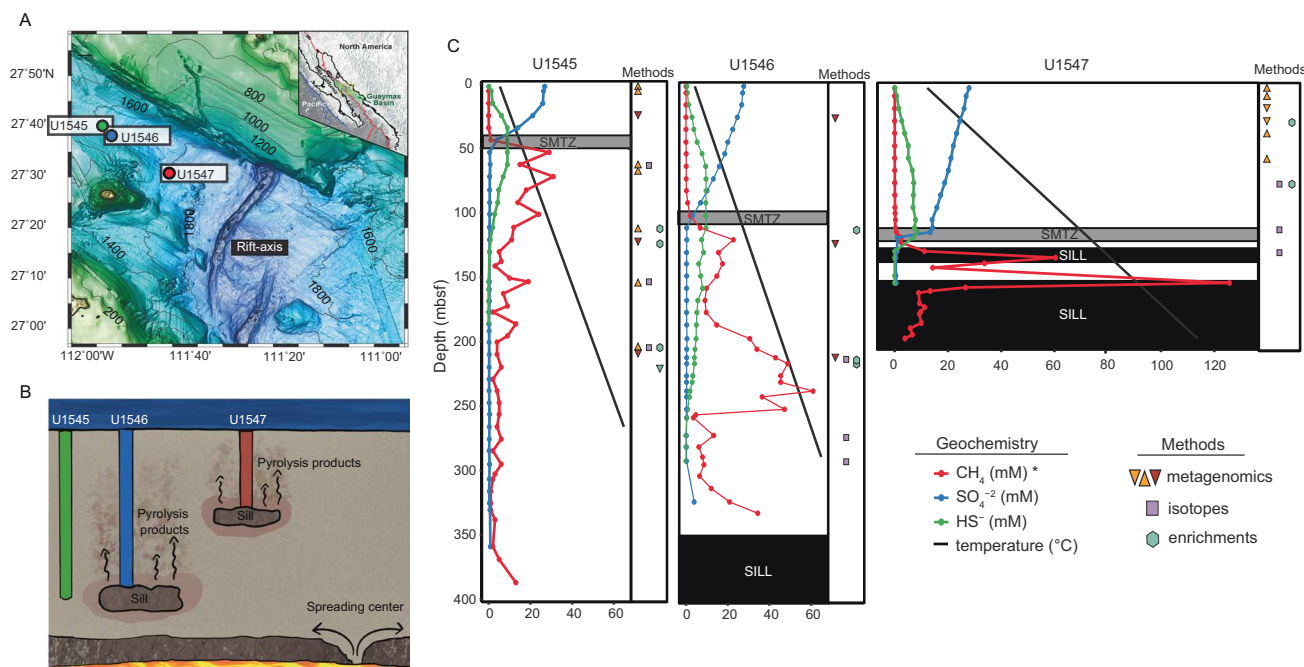 A
North America
Pacific
Guaymas
Basin
27°50'N
27°40'
27°30'
27°20'
27°10'
27°00'
112°00'W
111°40'
111°20'
111°00'
1600
800
1000
1200
1800
1400
1600
1800
200
U1545
U1546
U1547
Rift-axis
B
U1545
U1546
U1547
Pyrolysis products
Pyrolysis
products
Sill
Sill
Spreading center
C
U1545
U1546
U1547
Methods
Methods
Methods
Depth (mbsf)
0
50
100
150
200
250
300
350
400
SMTZ
SMTZ
SMTZ
SILL
SILL
SILL
0 20 40 60
0 20 40 60
0 20 40 60 80 100 120
Geochemistry
CH₄ (mM) *
SO₄⁻² (mM)
HS⁻ (mM)
temperature (°C)
Methods
metagenomics
isotopes
enrichments